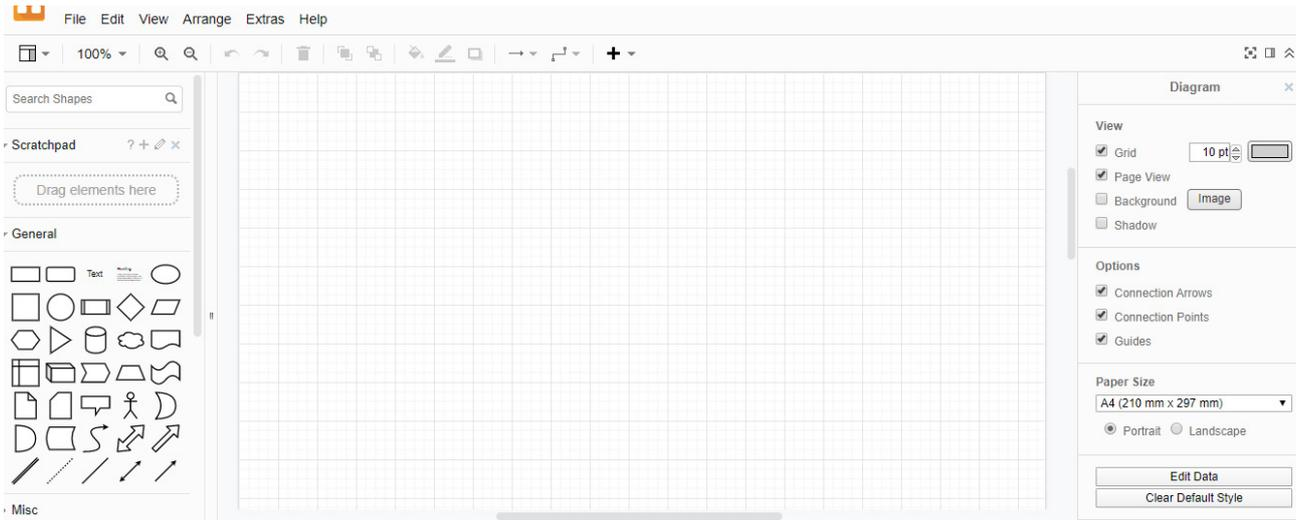 File Edit View Arrange Extras Help
100%
Search Shapes
Scratchpad ?
Drag elements here
General
Text
Misc
Diagram
View
Grid 10 pt
Page View
Background Image
Shadow
Options
Connection Arrows
Connection Points
Guides
Paper Size
A4 (210 mm x 297 mm)
Portrait Landscape
Edit Data
Clear Default Style